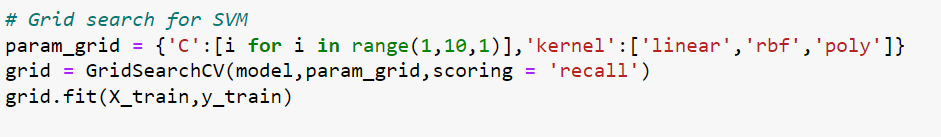 # Grid search for SVM
param_grid = {'C':[i for i in range(1,10,1)],'kernel':['linear','rbf','poly']}
grid = GridSearchCV(model,param_grid,scoring = 'recall')
grid.fit(X_train,y_train)